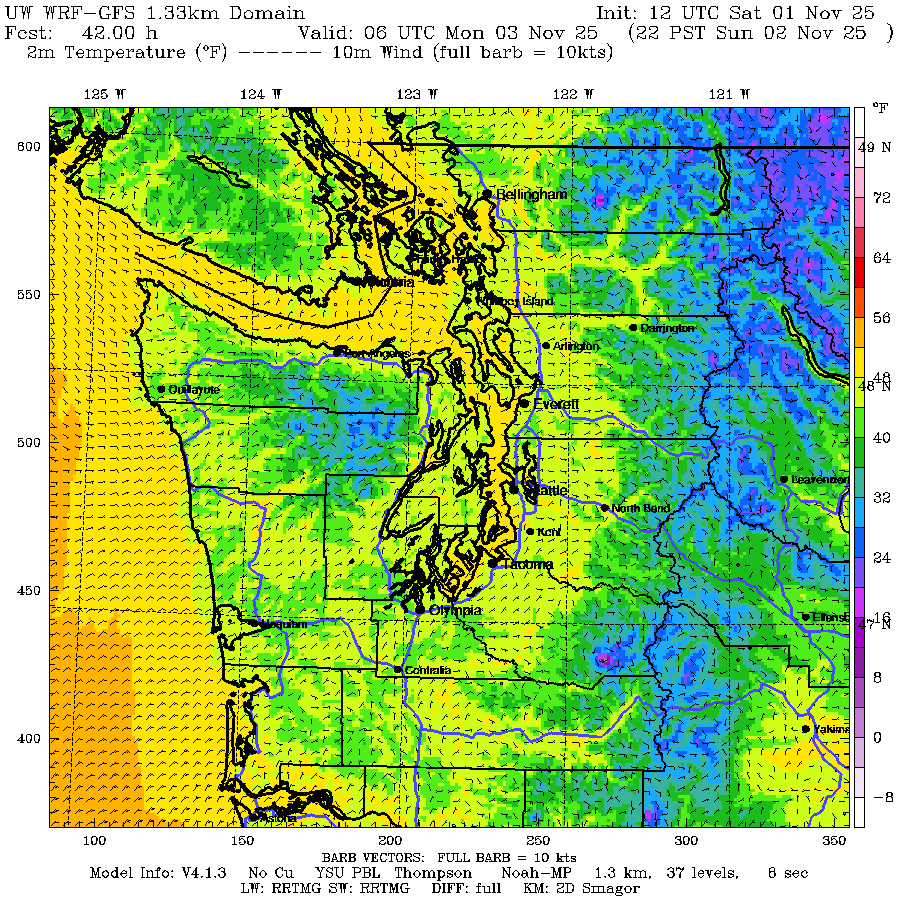 UW WRF-GFS 1.33km Domain Init: 12 UTC Sat 01 Nov 25
Fcst: 42.00 h Valid: 06 UTC Mon 03 Nov 25 (22 PST Sun 02 Nov 25 )
2m Temperature (°F) ------ 10m Wind (full barb = 10kts)
125 W 124 W 123 W 122 W 121 W °F
600 49 N
Bellingham 72
64
550 Island
Darrington 56
Arlington
Port Angeles 48
Quillayute 48 N
Everett
500 40
Leavenworth
Seattle 32
North Bend
Kent
Tacoma 24
450
Olympia Ellensb 16
Hoquiam 47 N
Centralia 8
400 Yakima 0
-8
Astoria
100 150 200 250 300 350
BARB VECTORS: FULL BARB = 10 kts
Model Info: V4.1.3 No Cu YSU PBL Thompson Noah-MP 1.3 km, 37 levels, 8 sec
LW: RRTMG SW: RRTMG DIFF: full KM: 2D Smagor